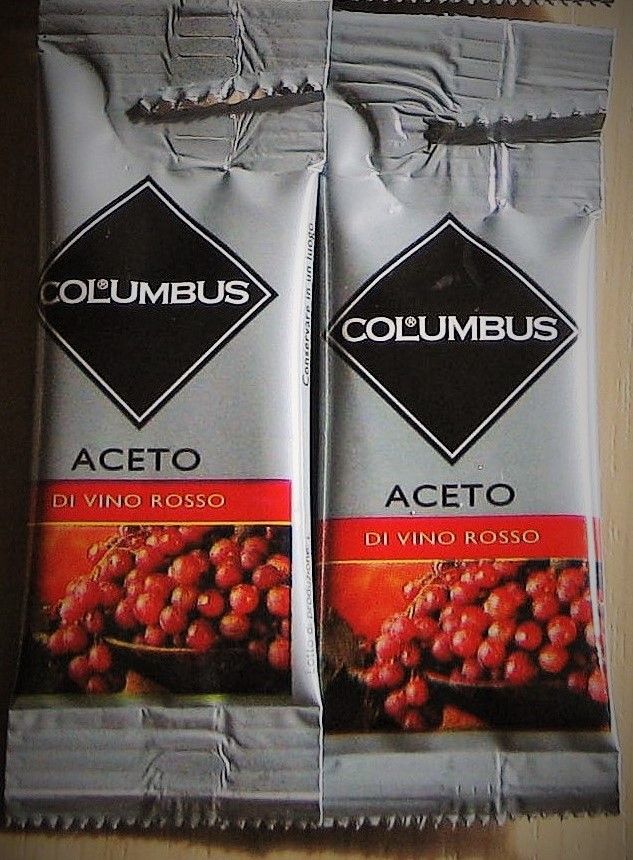 COLUMBUS®
ACETO
DI VINO ROSSO
Conservare in un luogo
COLUMBUS®
ACETO
DI VINO ROSSO